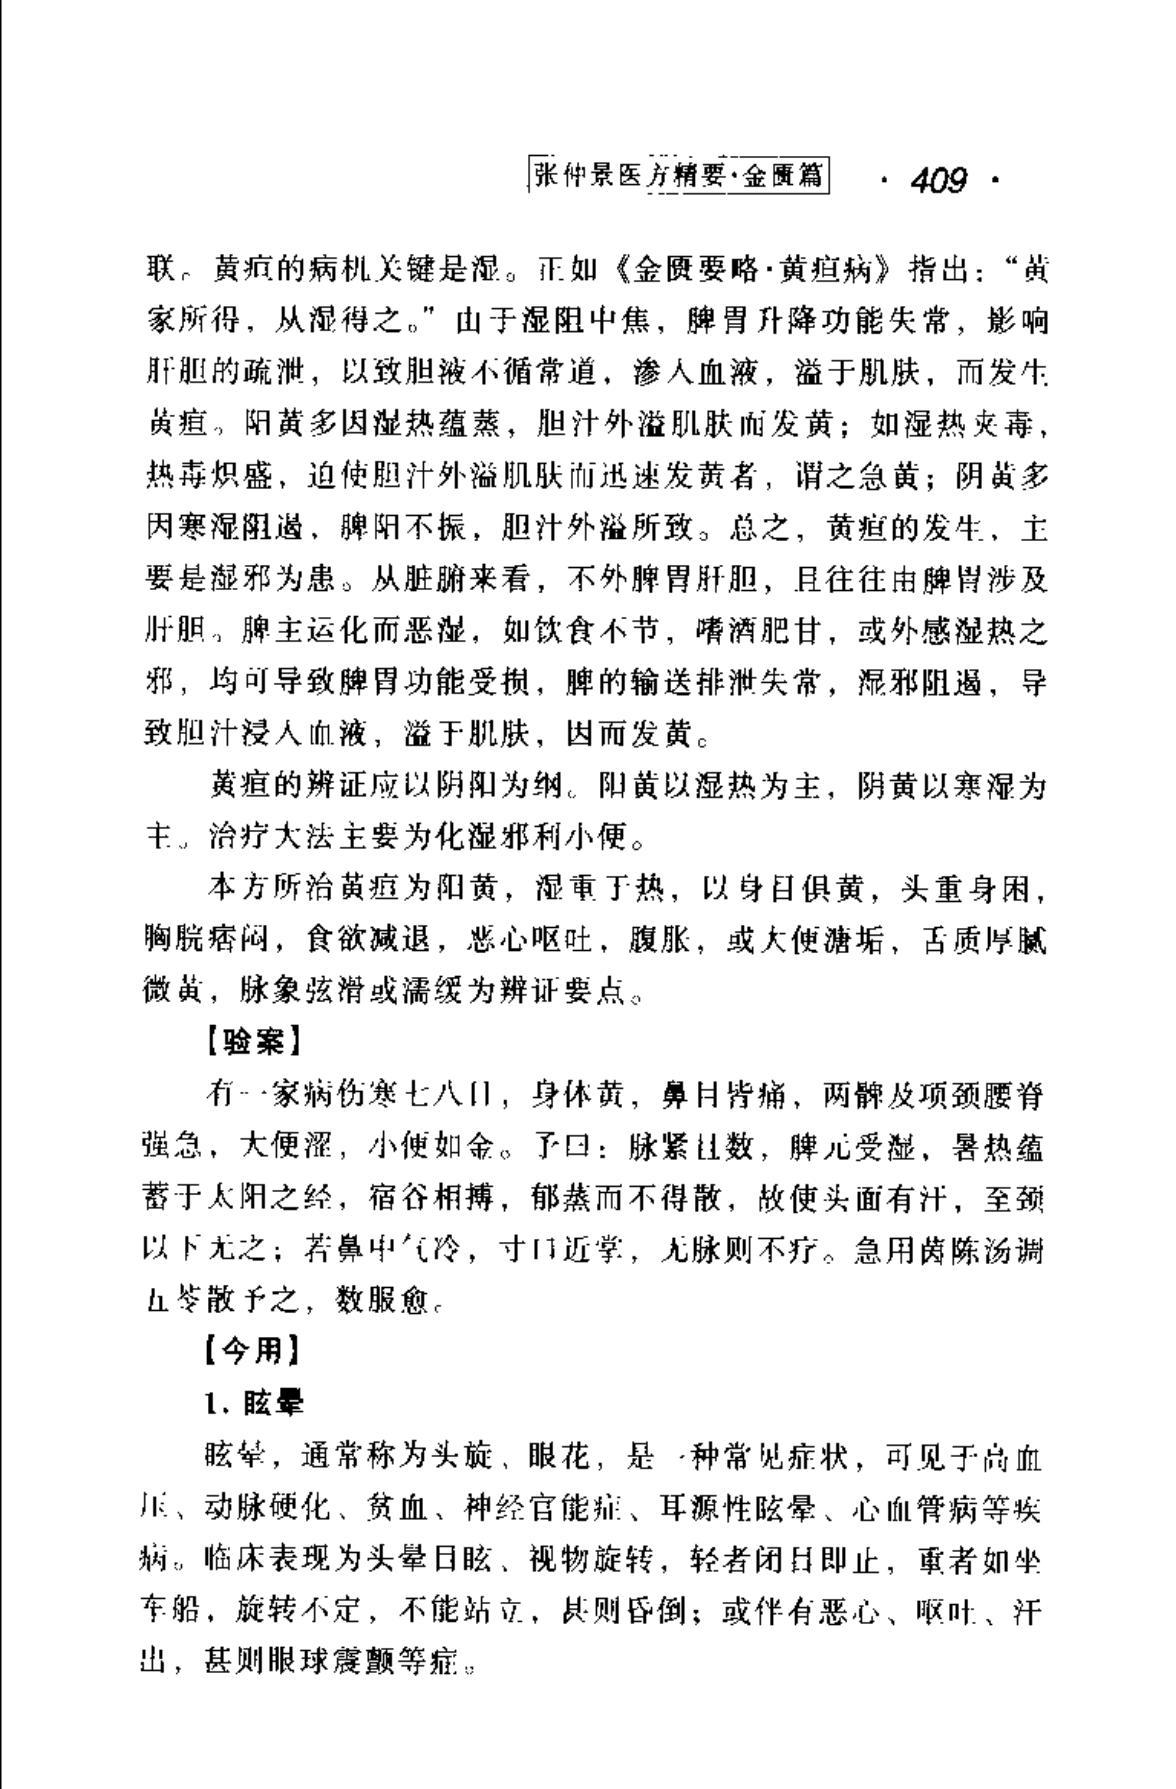 张仲景医方精要·金匮篇 · 409 ·
联。黄疸的病机关键是湿。正如《金匮要略·黄疸病》指出：“黄
家所得，从湿得之。”由于湿阻中焦，脾胃升降功能失常，影响
肝胆的疏泄，以致胆液不循常道，渗入血液，溢于肌肤，而发生
黄疸。阳黄多因湿热蕴蒸，胆汁外溢肌肤而发黄；如湿热夹毒，
热毒炽盛，迫使胆汁外溢肌肤而迅速发黄者，谓之急黄；阴黄多
因寒湿阻遏，脾阳不振，胆汁外溢所致。总之，黄疸的发生，主
要是湿邪为患。从脏腑来看，不外脾胃肝胆，且往往由脾胃涉及
肝胆。脾主运化而恶湿，如饮食不节，嗜酒肥甘，或外感湿热之
邪，均可导致脾胃功能受损，脾的输送排泄失常，湿邪阻遏，导
致胆汁浸入血液，溢于肌肤，因而发黄。
黄疸的辨证应以阴阳为纲。阳黄以湿热为主，阴黄以寒湿为
主。治疗大法主要为化湿邪利小便。
本方所治黄疸为阳黄，湿重于热，以身目俱黄，头重身困，
胸脘痞闷，食欲减退，恶心呕吐，腹胀，或大便溏垢，舌质厚腻
微黄，脉象弦滑或濡缓为辨证要点。
【验案】
有一家病伤寒七八日，身体黄，鼻目皆痛，两髀及项颈腰脊
强急，大便涩，小便如金。予曰：脉紧且数，脾元受湿，暑热蕴
蓄于太阳之经，宿谷相搏，郁蒸而不得散，故使头面有汗，至颈
以下无之；若鼻中气冷，寸口近掌，无脉则不疗。急用茵陈汤调
五苓散予之，数服愈。
【今用】
1. 眩晕
眩晕，通常称为头旋、眼花，是一种常见症状，可见于高血
压、动脉硬化、贫血、神经官能症、耳源性眩晕、心血管病等疾
病。临床表现为头晕目眩、视物旋转，轻者闭目即止，重者如坐
车船，旋转不定，不能站立，甚则昏倒；或伴有恶心、呕吐、汗
出，甚则眼球震颤等症。